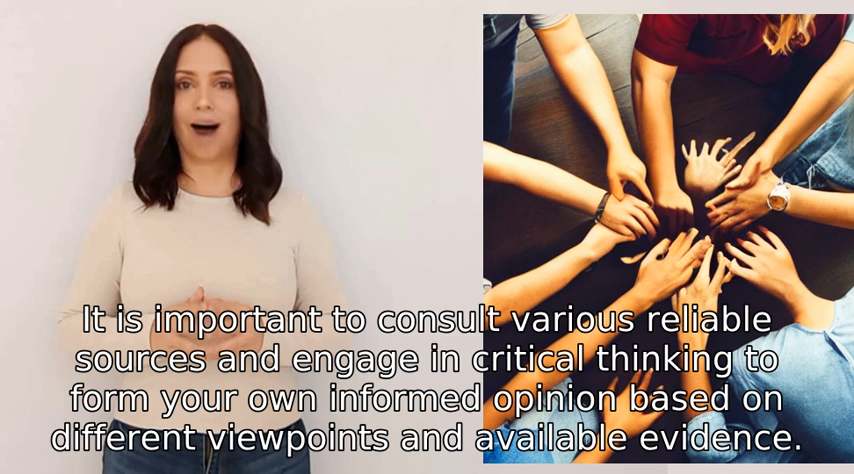 It is important to consult various reliable
sources and engage in critical thinking to
form your own informed opinion based on
different viewpoints and available evidence.